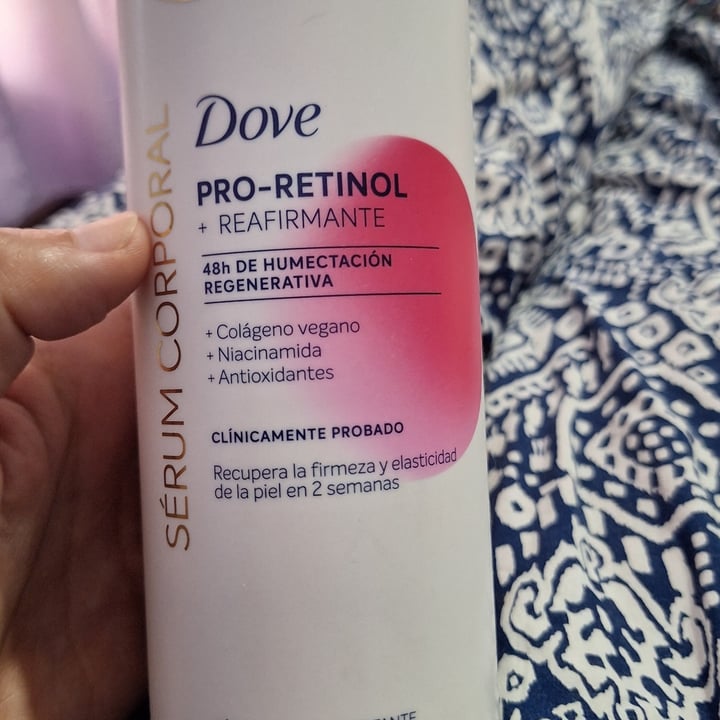 Dove
PRO-RETINOL
+ REAFIRMANTE
48h DE HUMECTACIÓN
REGENERATIVA
+ Colágeno vegano
+ Niacinamida
+ Antioxidantes
CLÍNICAMENTE PROBADO
Recupera la firmeza y elasticidad
de la piel en 2 semanas
SÉRUM CORPORAL